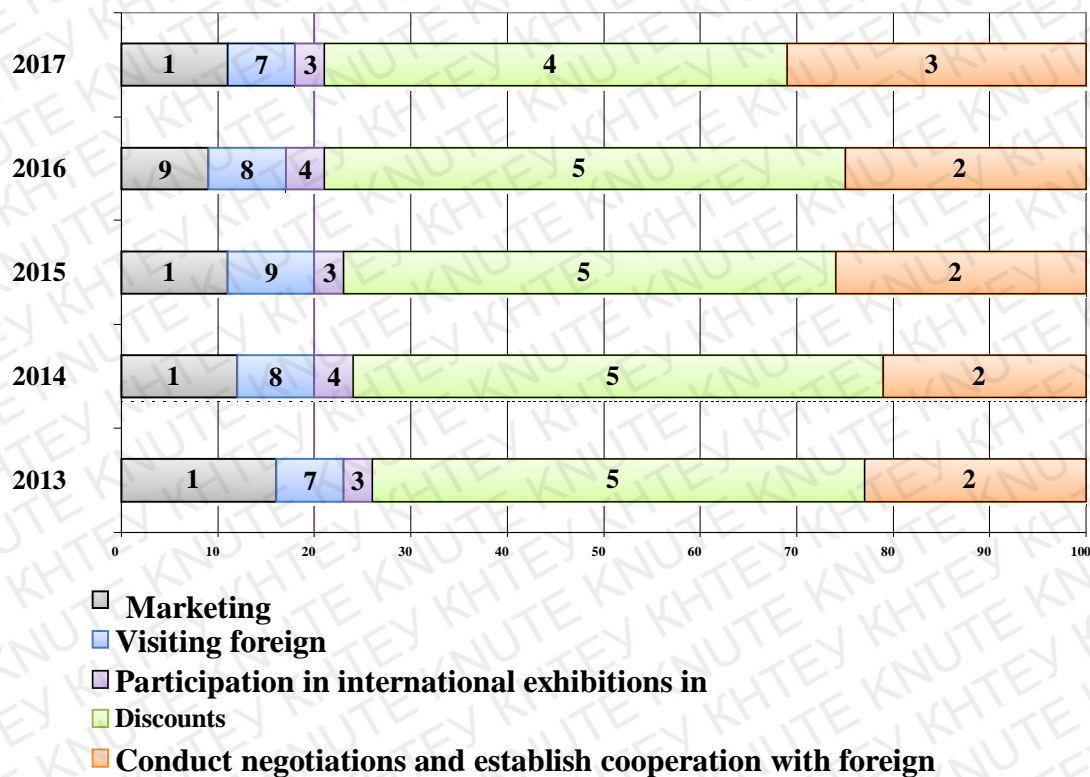 2017 1 7 3 4 3
2016 9 8 4 5 2
2015 1 9 3 5 2
2014 1 8 4 5 2
2013 1 7 3 5 2
0 10 20 30 40 50 60 70 80 90 100
Marketing
Visiting foreign
Participation in international exhibitions in
Discounts
Conduct negotiations and establish cooperation with foreign